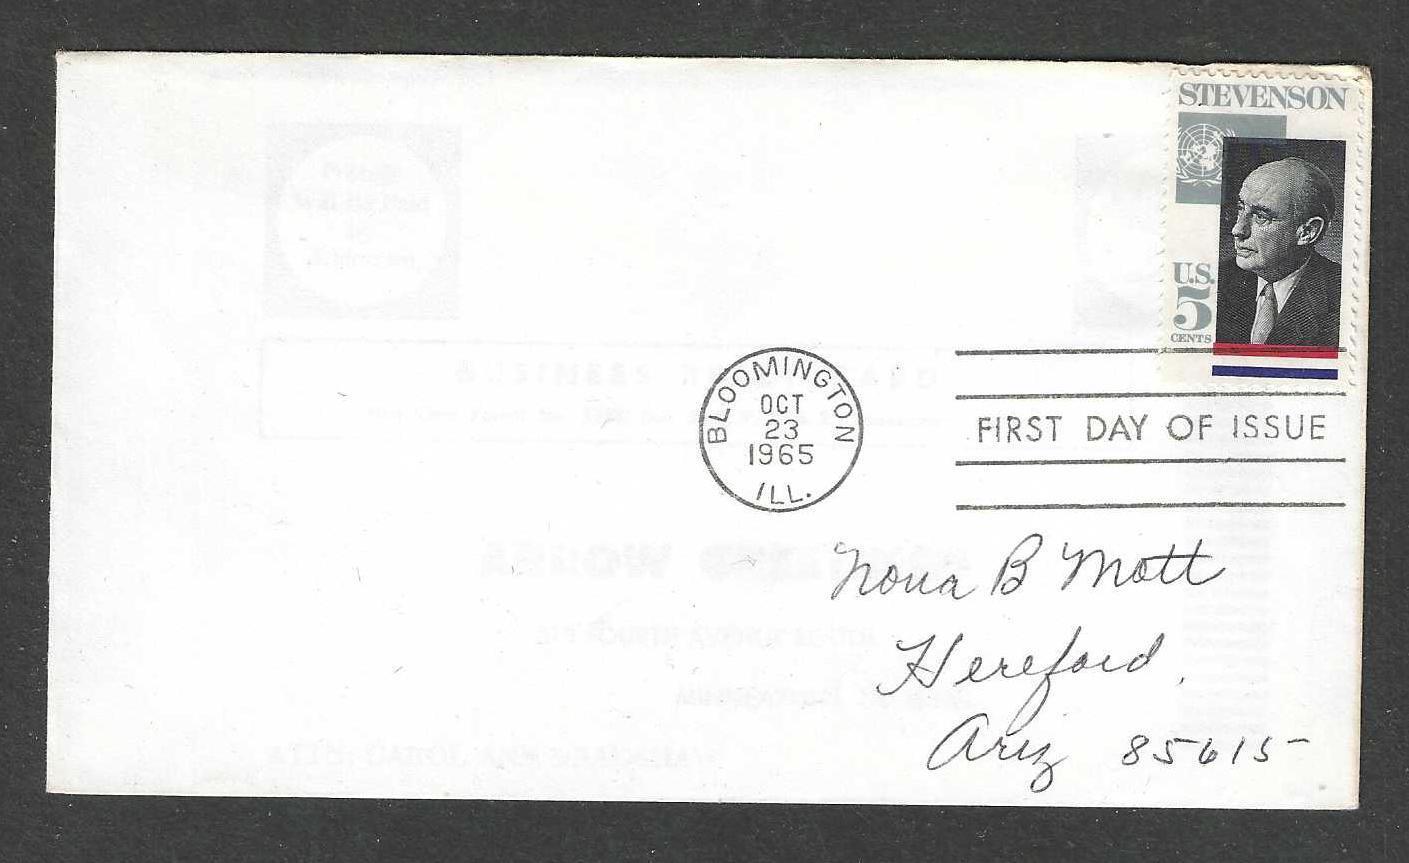 STEVENSON
U.S.
5
CENTS
BLOOMINGTON
OCT
23
1965
ILL.
FIRST DAY OF ISSUE
Nona B Mott
Hereford,
Ariz 85615